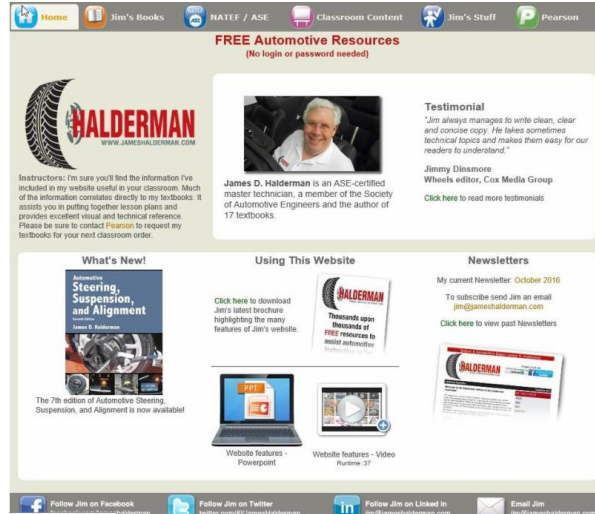 Home
Jim's Books
NATEF / ASE
Classroom Content
Jim's Stuff
Pearson
FREE Automotive Resources
(No login or password needed)
HALDERMAN
WWW.JAMESHALDERMAN.COM
Instructors: I'm sure you'll find the information I've
included in my website useful in your classroom. Much
of the information correlates directly to my textbooks. It
assists you in putting together lesson plans and
provides excellent visual and technical reference.
Please be sure to contact Pearson to request my
textbooks for your next classroom order.
James D. Halderman is an ASE-certified
master technician, a member of the Society
of Automotive Engineers and the author of
17 textbooks.
Testimonial
"Jim always manages to write clean, clear
and concise copy. He takes sometimes
technical topics and makes them easy for our
readers to understand."
Jimmy Dinsmore
Wheels editor, Cox Media Group
Click here to read more testimonials
What's New!
Automotive
Steering,
Suspension,
and Alignment
James D. Halderman
The 7th edition of Automotive Steering,
Suspension, and Alignment is now available!
Using This Website
Click here to download
Jim's latest brochure
highlighting the many
features of Jim's website.
HALDERMAN
Thousands upon
thousands of
FREE resources to
assist automotive
PPT
Website features -
Powerpoint
Website features - Video
Runtime :37
Newsletters
My current Newsletter: October 2016
To subscribe send Jim an email
jim@jameshalderman.com
Click here to view past Newsletters
HALDERMAN
Follow Jim on Facebook
Follow Jim on Twitter
Follow Jim on Linked in
jim@jameshalderman.com
Email Jim
jim@jameshalderman.com